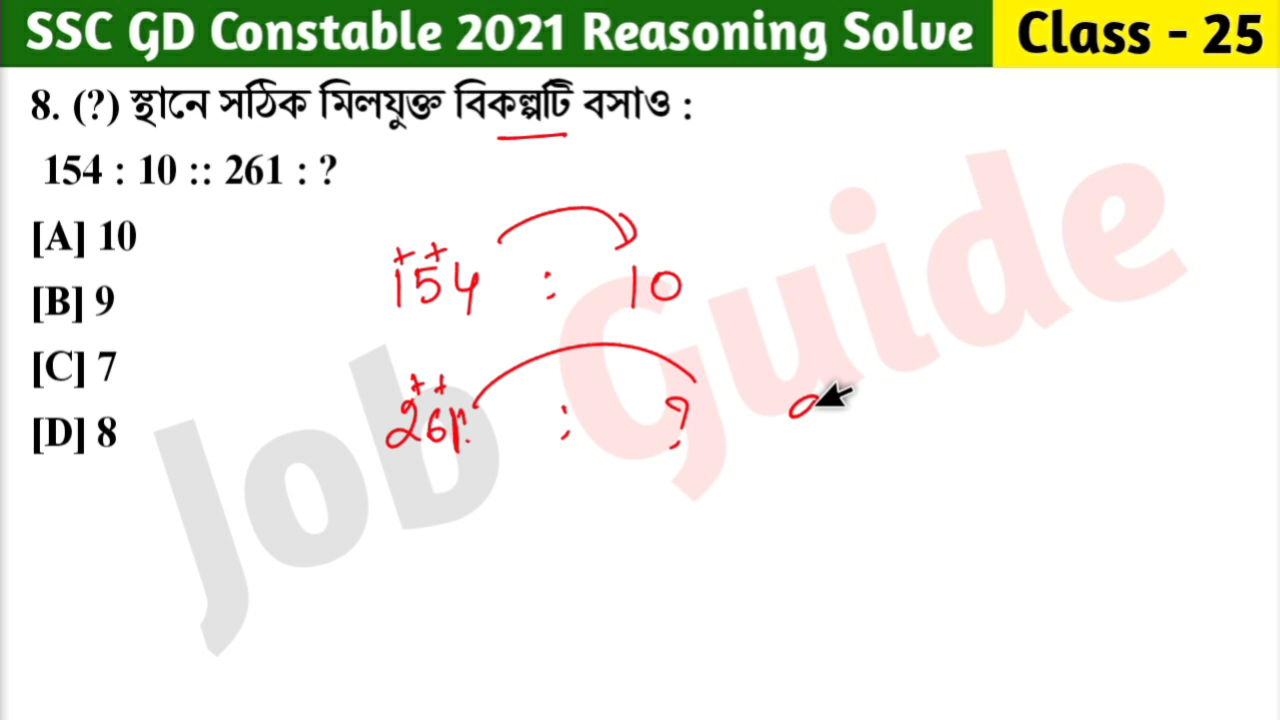 SSC GD Constable 2021 Reasoning Solve Class - 25
8. (?) স্থানে সঠিক মিলযুক্ত বিকল্পটি বসাও :
154 : 10 :: 261 : ?
[A] 10
[B] 9
[C] 7
[D] 8
+ +
154 : 10
+ +
261 : ?
Job Guide